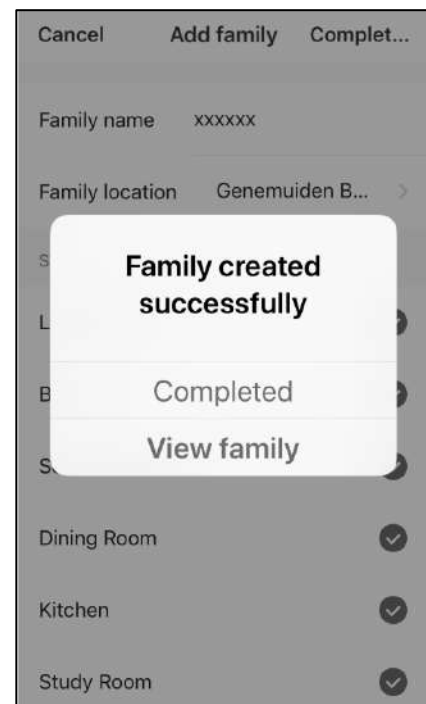 Cancel Add family Complet...
Family name xxxxxx
Family location Genemuiden B... >
S
Family created
successfully
L
B
Completed
View family
S
Dining Room
Kitchen
Study Room